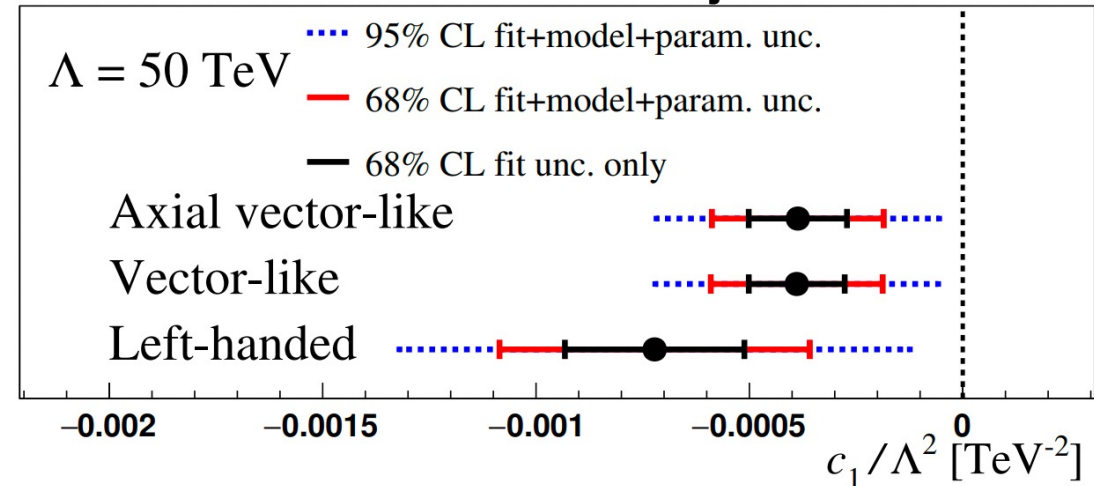 95% CL fit+model+param. unc.
Λ = 50 TeV
68% CL fit+model+param. unc.
68% CL fit unc. only
Axial vector-like
Vector-like
Left-handed
−0.002 −0.0015 −0.001 −0.0005 0
c₁/Λ² [TeV⁻²]